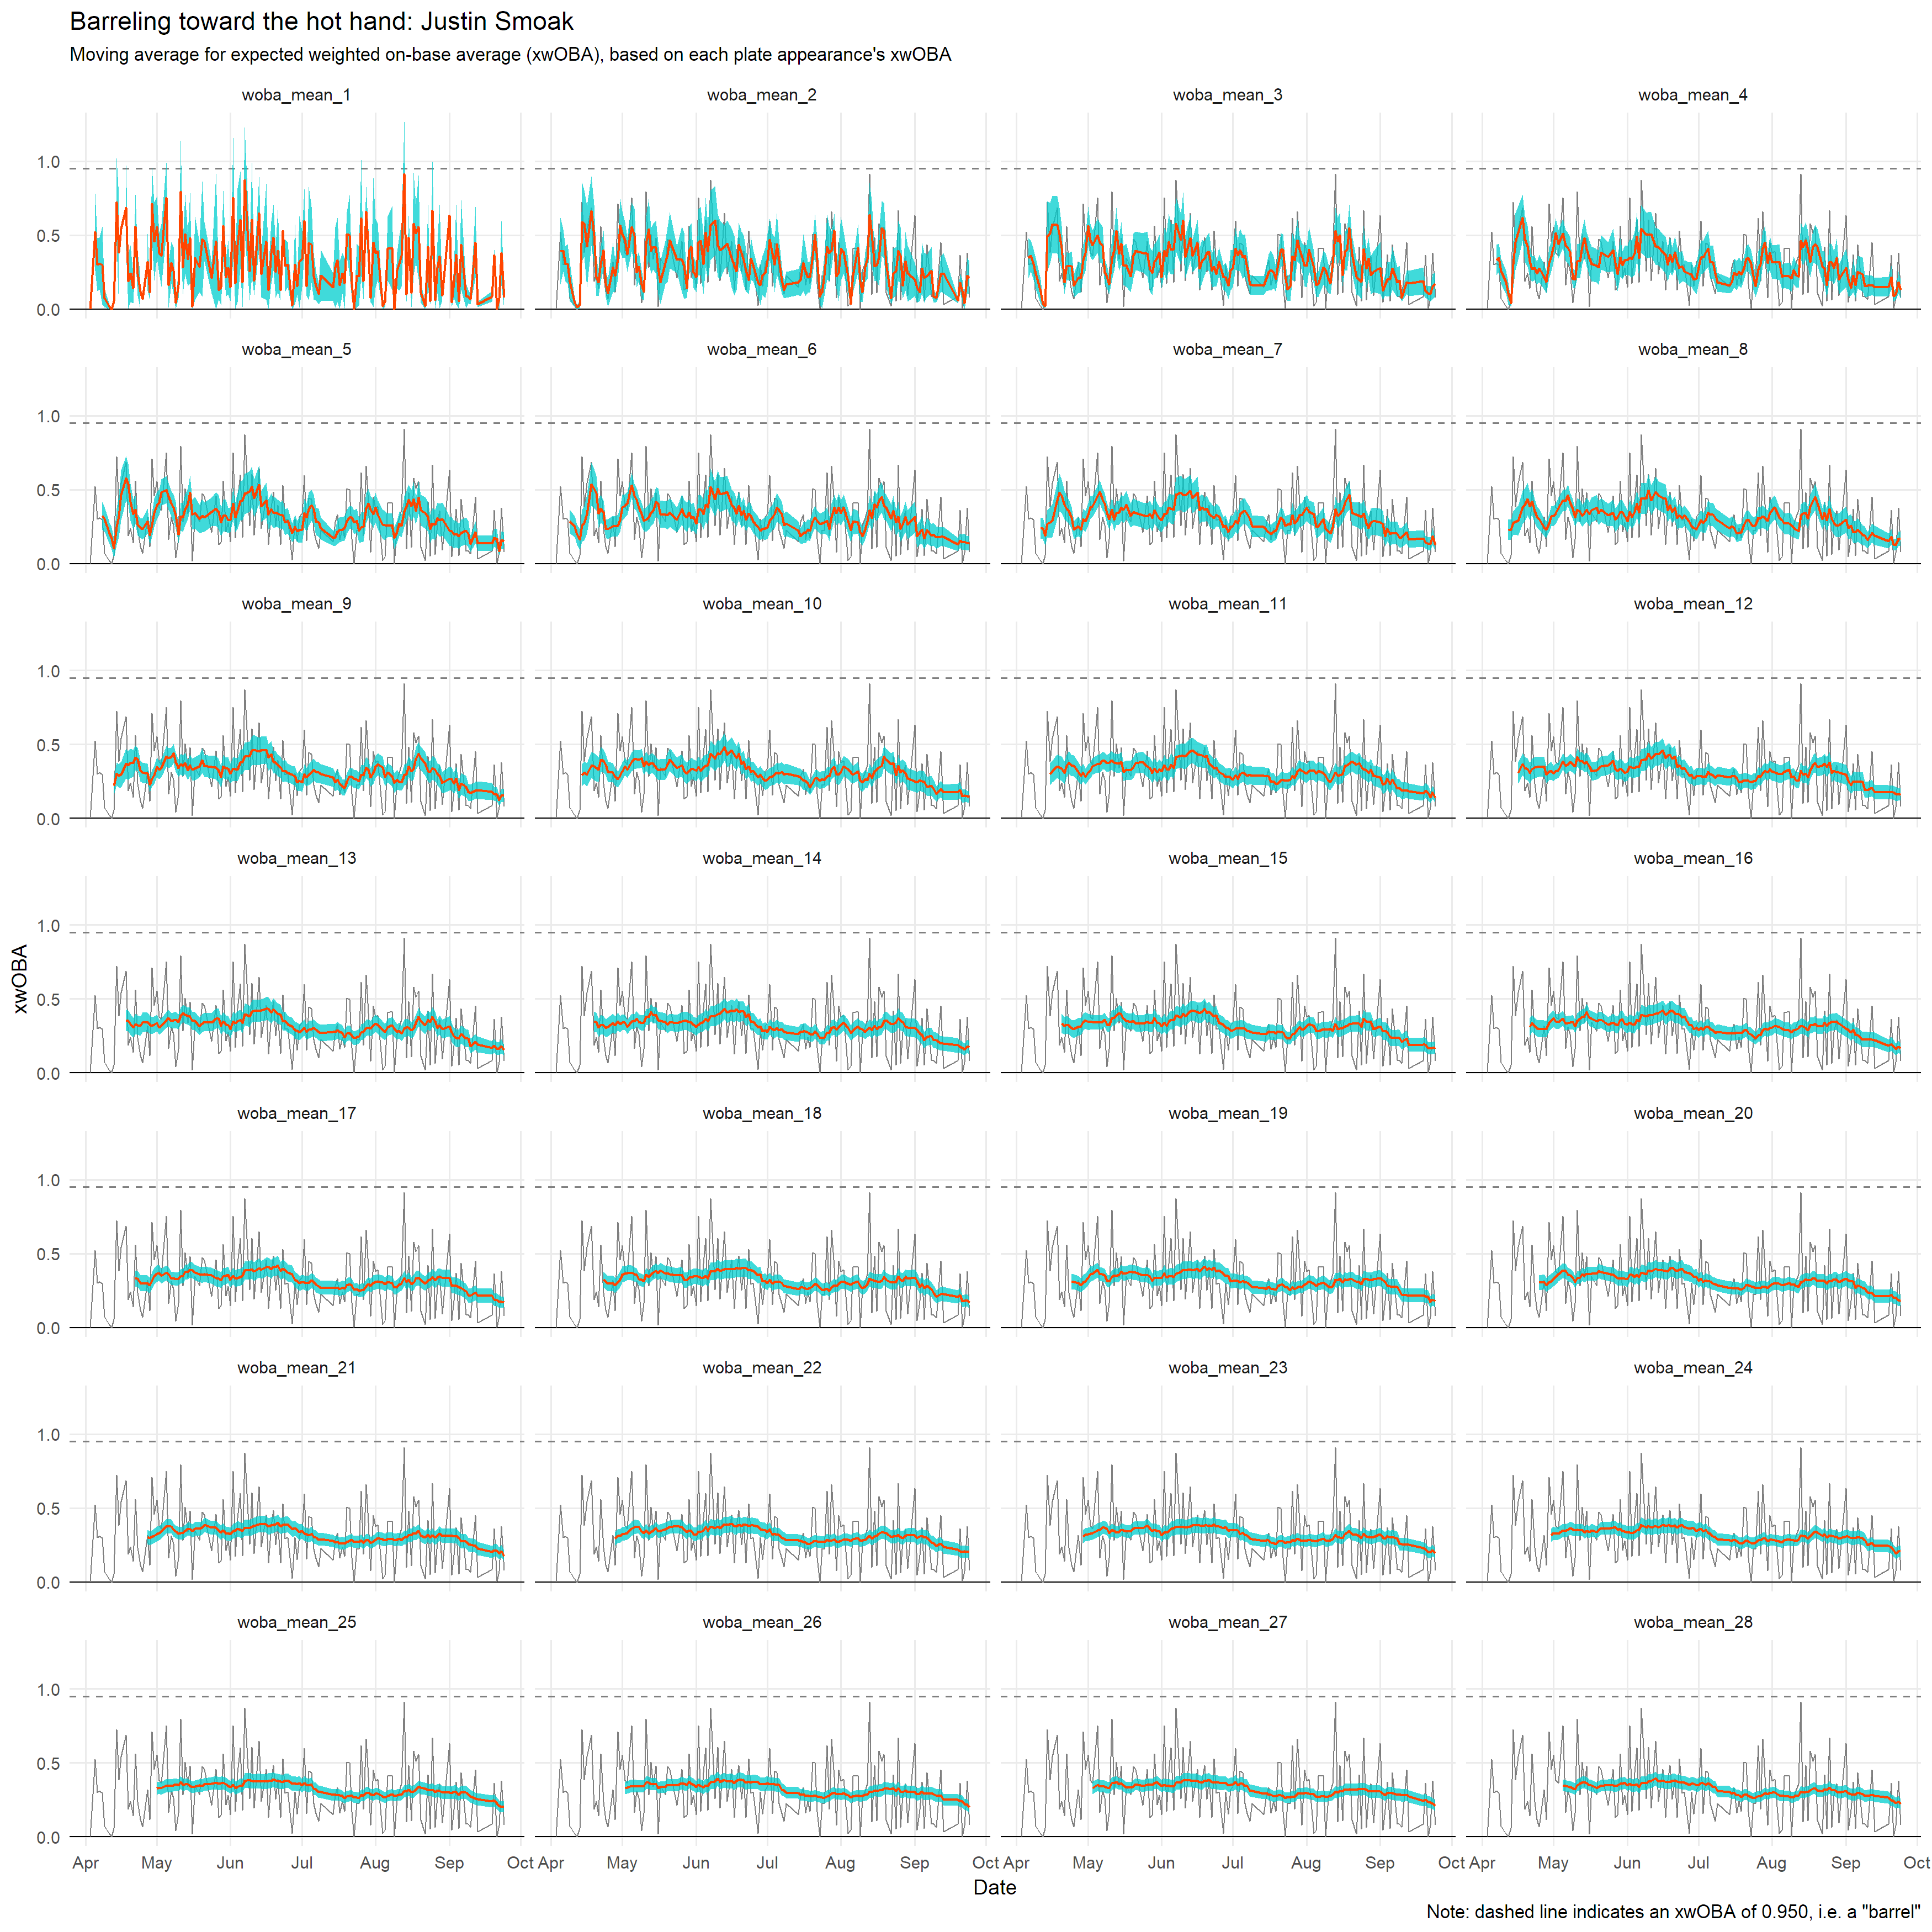 Barreling toward the hot hand: Justin Smoak
Moving average for expected weighted on-base average (xwOBA), based on each plate appearance's xwOBA
woba_mean_1 woba_mean_2 woba_mean_3 woba_mean_4
1.0
0.5
0.0
woba_mean_5 woba_mean_6 woba_mean_7 woba_mean_8
1.0
0.5
0.0
woba_mean_9 woba_mean_10 woba_mean_11 woba_mean_12
1.0
0.5
0.0
woba_mean_13 woba_mean_14 woba_mean_15 woba_mean_16
1.0
xwOBA
0.5
0.0
woba_mean_17 woba_mean_18 woba_mean_19 woba_mean_20
1.0
0.5
0.0
woba_mean_21 woba_mean_22 woba_mean_23 woba_mean_24
1.0
0.5
0.0
woba_mean_25 woba_mean_26 woba_mean_27 woba_mean_28
1.0
0.5
0.0
Apr May Jun Jul Aug Sep Oct Apr May Jun Jul Aug Sep Oct Apr May Jun Jul Aug Sep Oct Apr May Jun Jul Aug Sep Oct
Date
Note: dashed line indicates an xwOBA of 0.950, i.e. a "barrel"